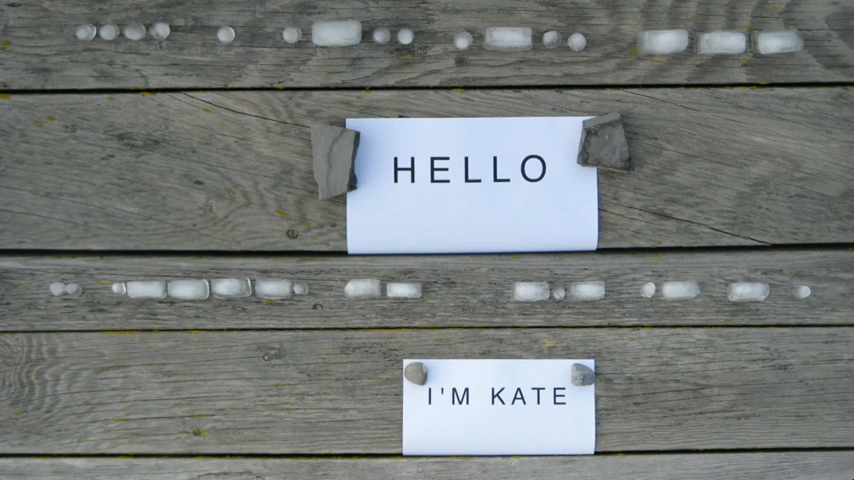 .... . .-.. .-.. ---
HELLO
.. .----. -- -.- .- - .
I'M KATE